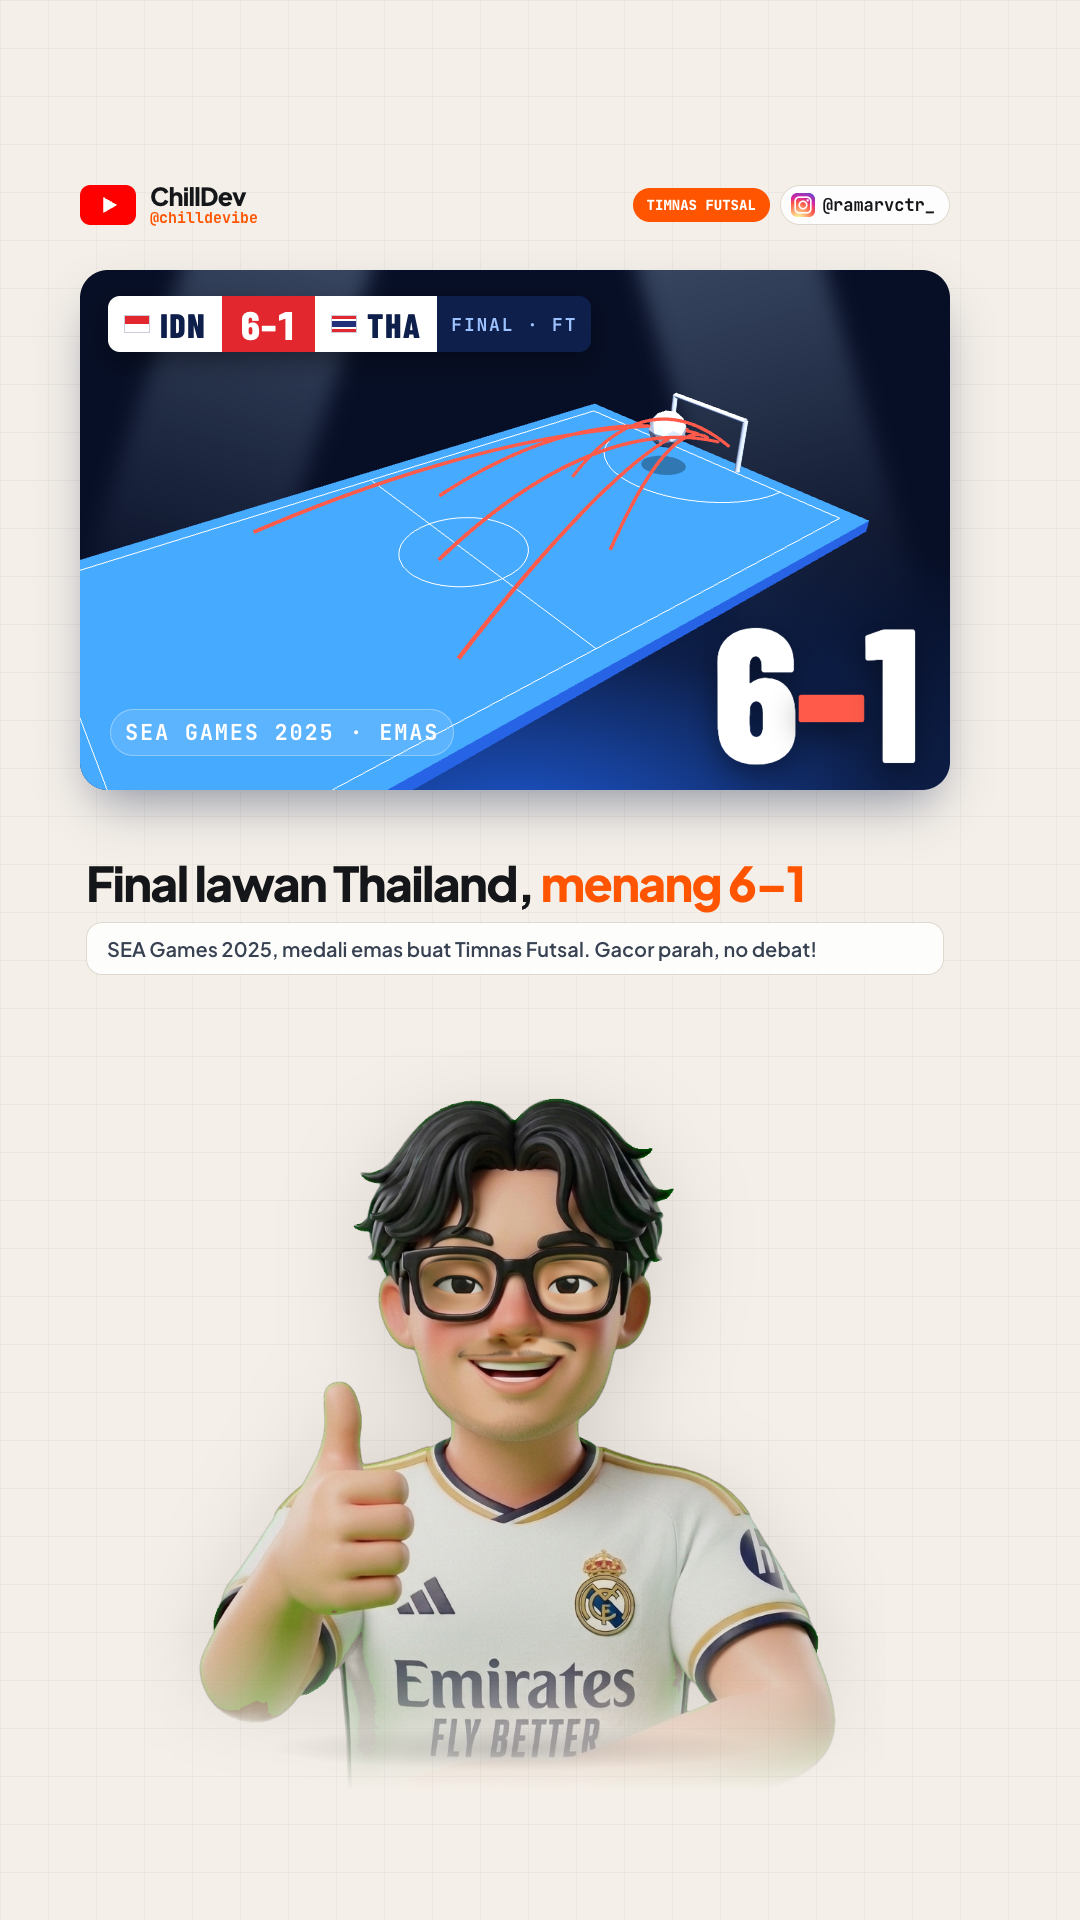 ChillDev
@chilldevibe
TIMNAS FUTSAL
@ramarvctr_
IDN 6-1 THA FINAL · FT
6-1
SEA GAMES 2025 · EMAS
Final lawan Thailand, menang 6–1
SEA Games 2025, medali emas buat Timnas Futsal. Gacor parah, no debat!
h
Emirates
FLY BETTER